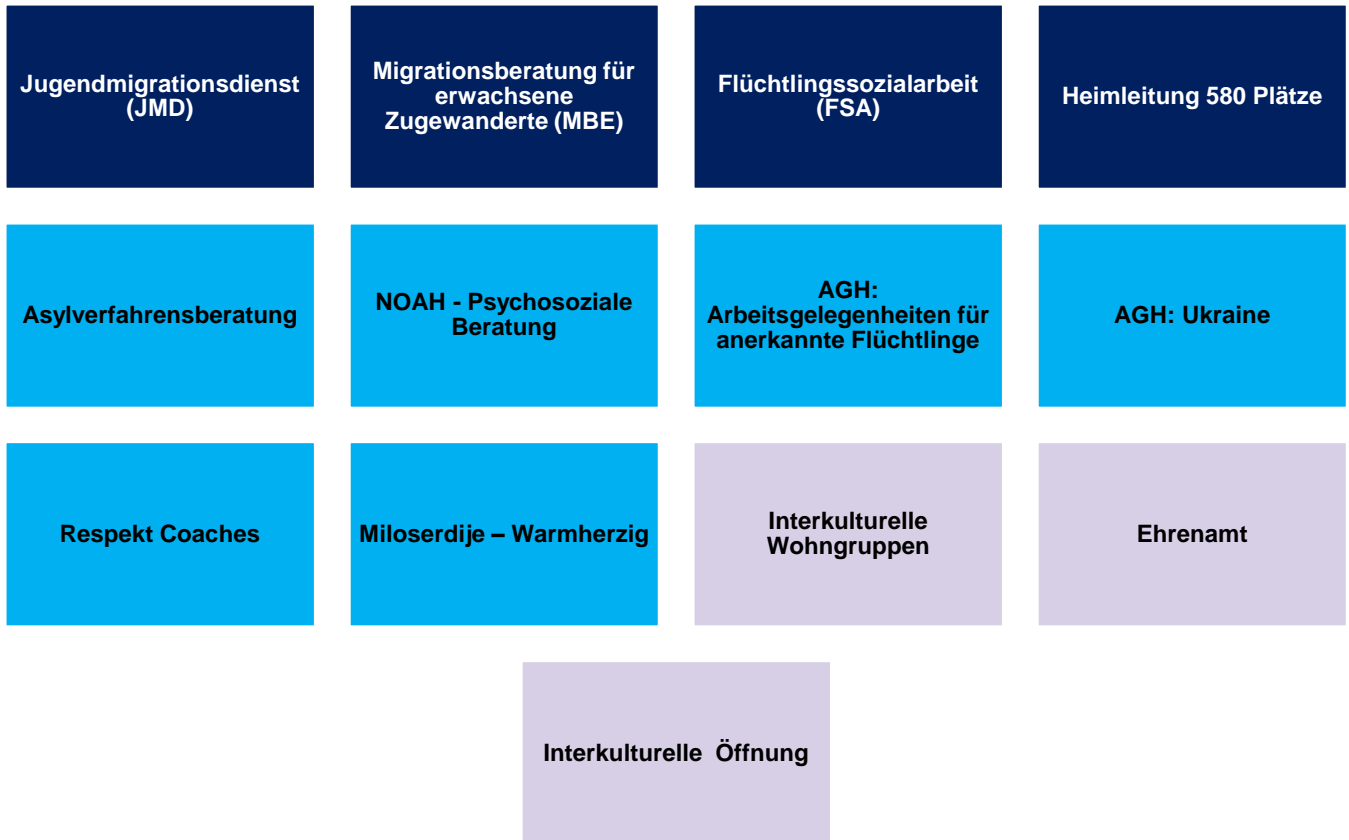 Jugendmigrationsdienst
(JMD)
Migrationsberatung für
erwachsene
Zugewanderte (MBE)
Flüchtlingssozialarbeit
(FSA)
Heimleitung 580 Plätze
Asylverfahrensberatung
NOAH - Psychosoziale
Beratung
AGH:
Arbeitsgelegenheiten für
anerkannte Flüchtlinge
AGH: Ukraine
Respekt Coaches
Miloserdije – Warmherzig
Interkulturelle
Wohngruppen
Ehrenamt
Interkulturelle  Öffnung